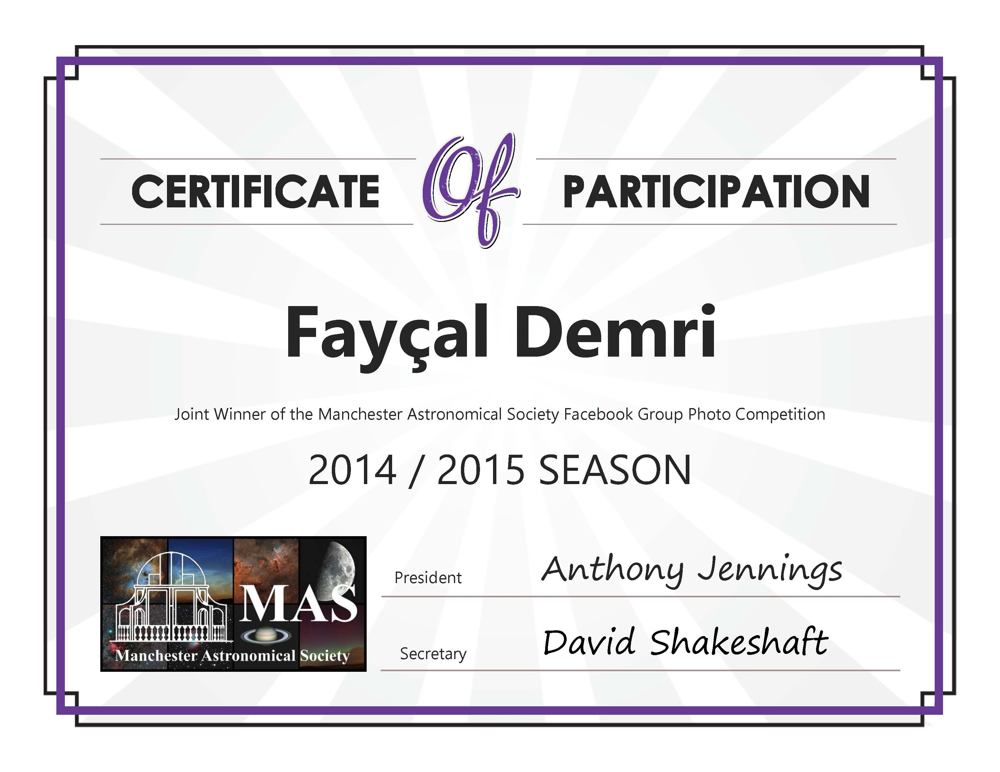 CERTIFICATE Of PARTICIPATION
Fayçal Demri
Joint Winner of the Manchester Astronomical Society Facebook Group Photo Competition
2014 / 2015 SEASON
MAS
Manchester Astronomical Society
President Anthony Jennings
Secretary David Shakeshaft